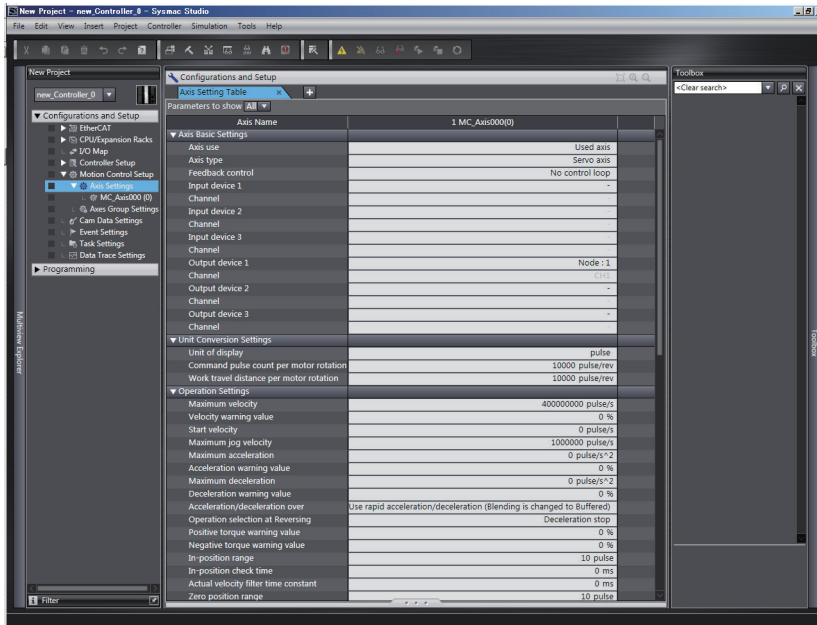 New Project - new_Controller_0 - Sysmac Studio
File Edit View Insert Project Controller Simulation Tools Help
New Project
new_Controller_0
Configurations and Setup
EtherCAT
CPU/Expansion Racks
I/O Map
Controller Setup
Motion Control Setup
Axis Settings
MC_Axis000 (0)
Axes Group Settings
Cam Data Settings
Event Settings
Task Settings
Data Trace Settings
Programming
Filter
Multiview Explorer
Configurations and Setup
Axis Setting Table × +
Parameters to show All
Axis Name 1 MC_Axis000(0)
Axis Basic Settings
Axis use Used axis
Axis type Servo axis
Feedback control No control loop
Input device 1 -
Channel -
Input device 2 -
Channel -
Input device 3 -
Channel -
Output device 1 Node : 1
Channel CH1
Output device 2 -
Channel -
Output device 3 -
Channel -
Unit Conversion Settings
Unit of display pulse
Command pulse count per motor rotation 10000 pulse/rev
Work travel distance per motor rotation 10000 pulse/rev
Operation Settings
Maximum velocity 400000000 pulse/s
Velocity warning value 0 %
Start velocity 0 pulse/s
Maximum jog velocity 1000000 pulse/s
Maximum acceleration 0 pulse/s^2
Acceleration warning value 0 %
Maximum deceleration 0 pulse/s^2
Deceleration warning value 0 %
Acceleration/deceleration over Use rapid acceleration/deceleration (Blending is changed to Buffered)
Operation selection at Reversing Deceleration stop
Positive torque warning value 0 %
Negative torque warning value 0 %
In-position range 10 pulse
In-position check time 0 ms
Actual velocity filter time constant 0 ms
Zero position range 10 pulse
Toolbox
<Clear search>
Toolbox